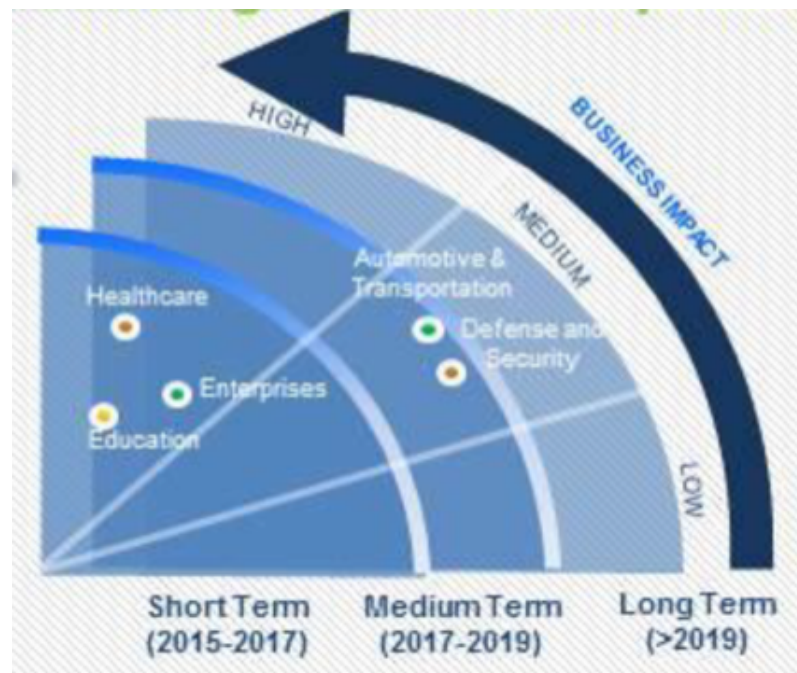 HIGH
BUSINESS IMPACT
MEDIUM
Automotive &
Transportation
Healthcare
Defense and
Security
Enterprises
Education
LOW
Short Term
(2015-2017)
Medium Term
(2017-2019)
Long Term
(>2019)